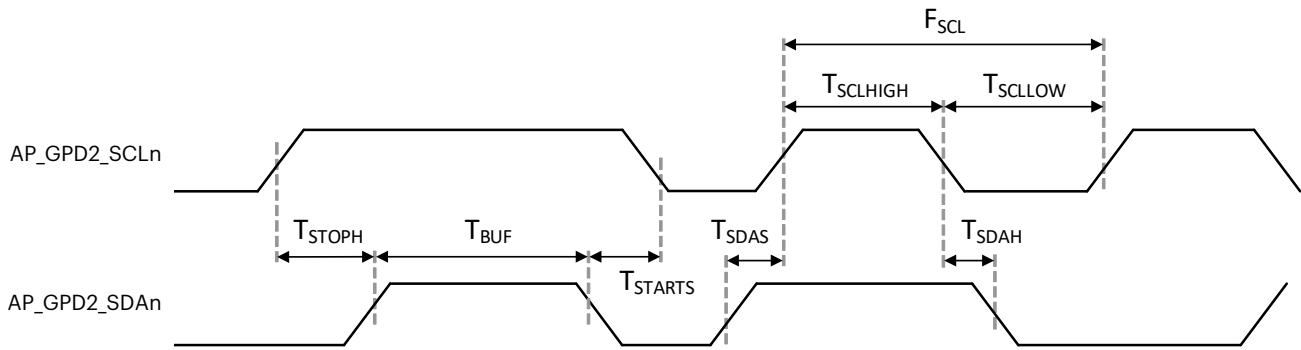 F_SCL
T_SCLHIGH T_SCLLOW
AP_GPD2_SCLn
T_STOPH T_BUF T_SDAS T_SDAH
T_STARTS
AP_GPD2_SDAn